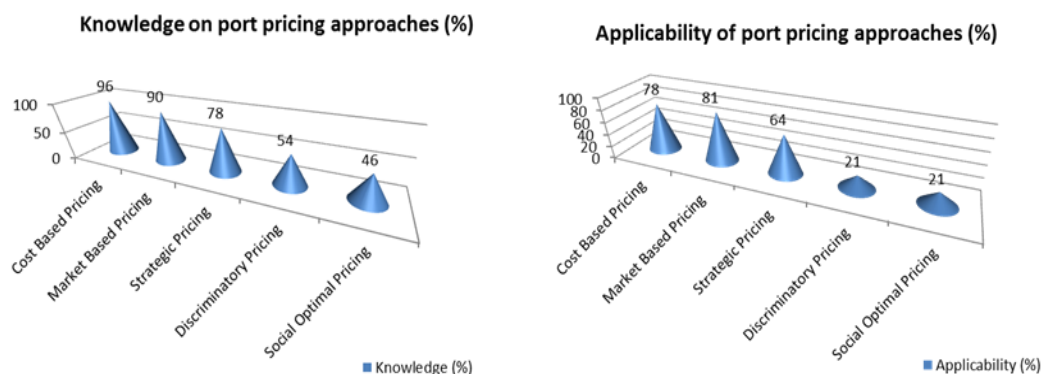 Knowledge on port pricing approaches (%)
100
50
0
96
90
78
54
46
Cost Based Pricing
Market Based Pricing
Strategic Pricing
Discriminatory Pricing
Social Optimal Pricing
Knowledge (%)
Applicability of port pricing approaches (%)
100
80
60
40
20
0
78
81
64
21
21
Cost Based Pricing
Market Based Pricing
Strategic Pricing
Discriminatory Pricing
Social Optimal Pricing
Applicability (%)